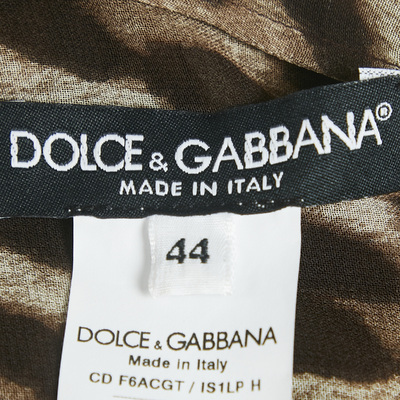 DOLCE & GABBANA®
MADE IN ITALY
44
DOLCE & GABBANA
Made in Italy
CD F6ACGT / IS1LP H